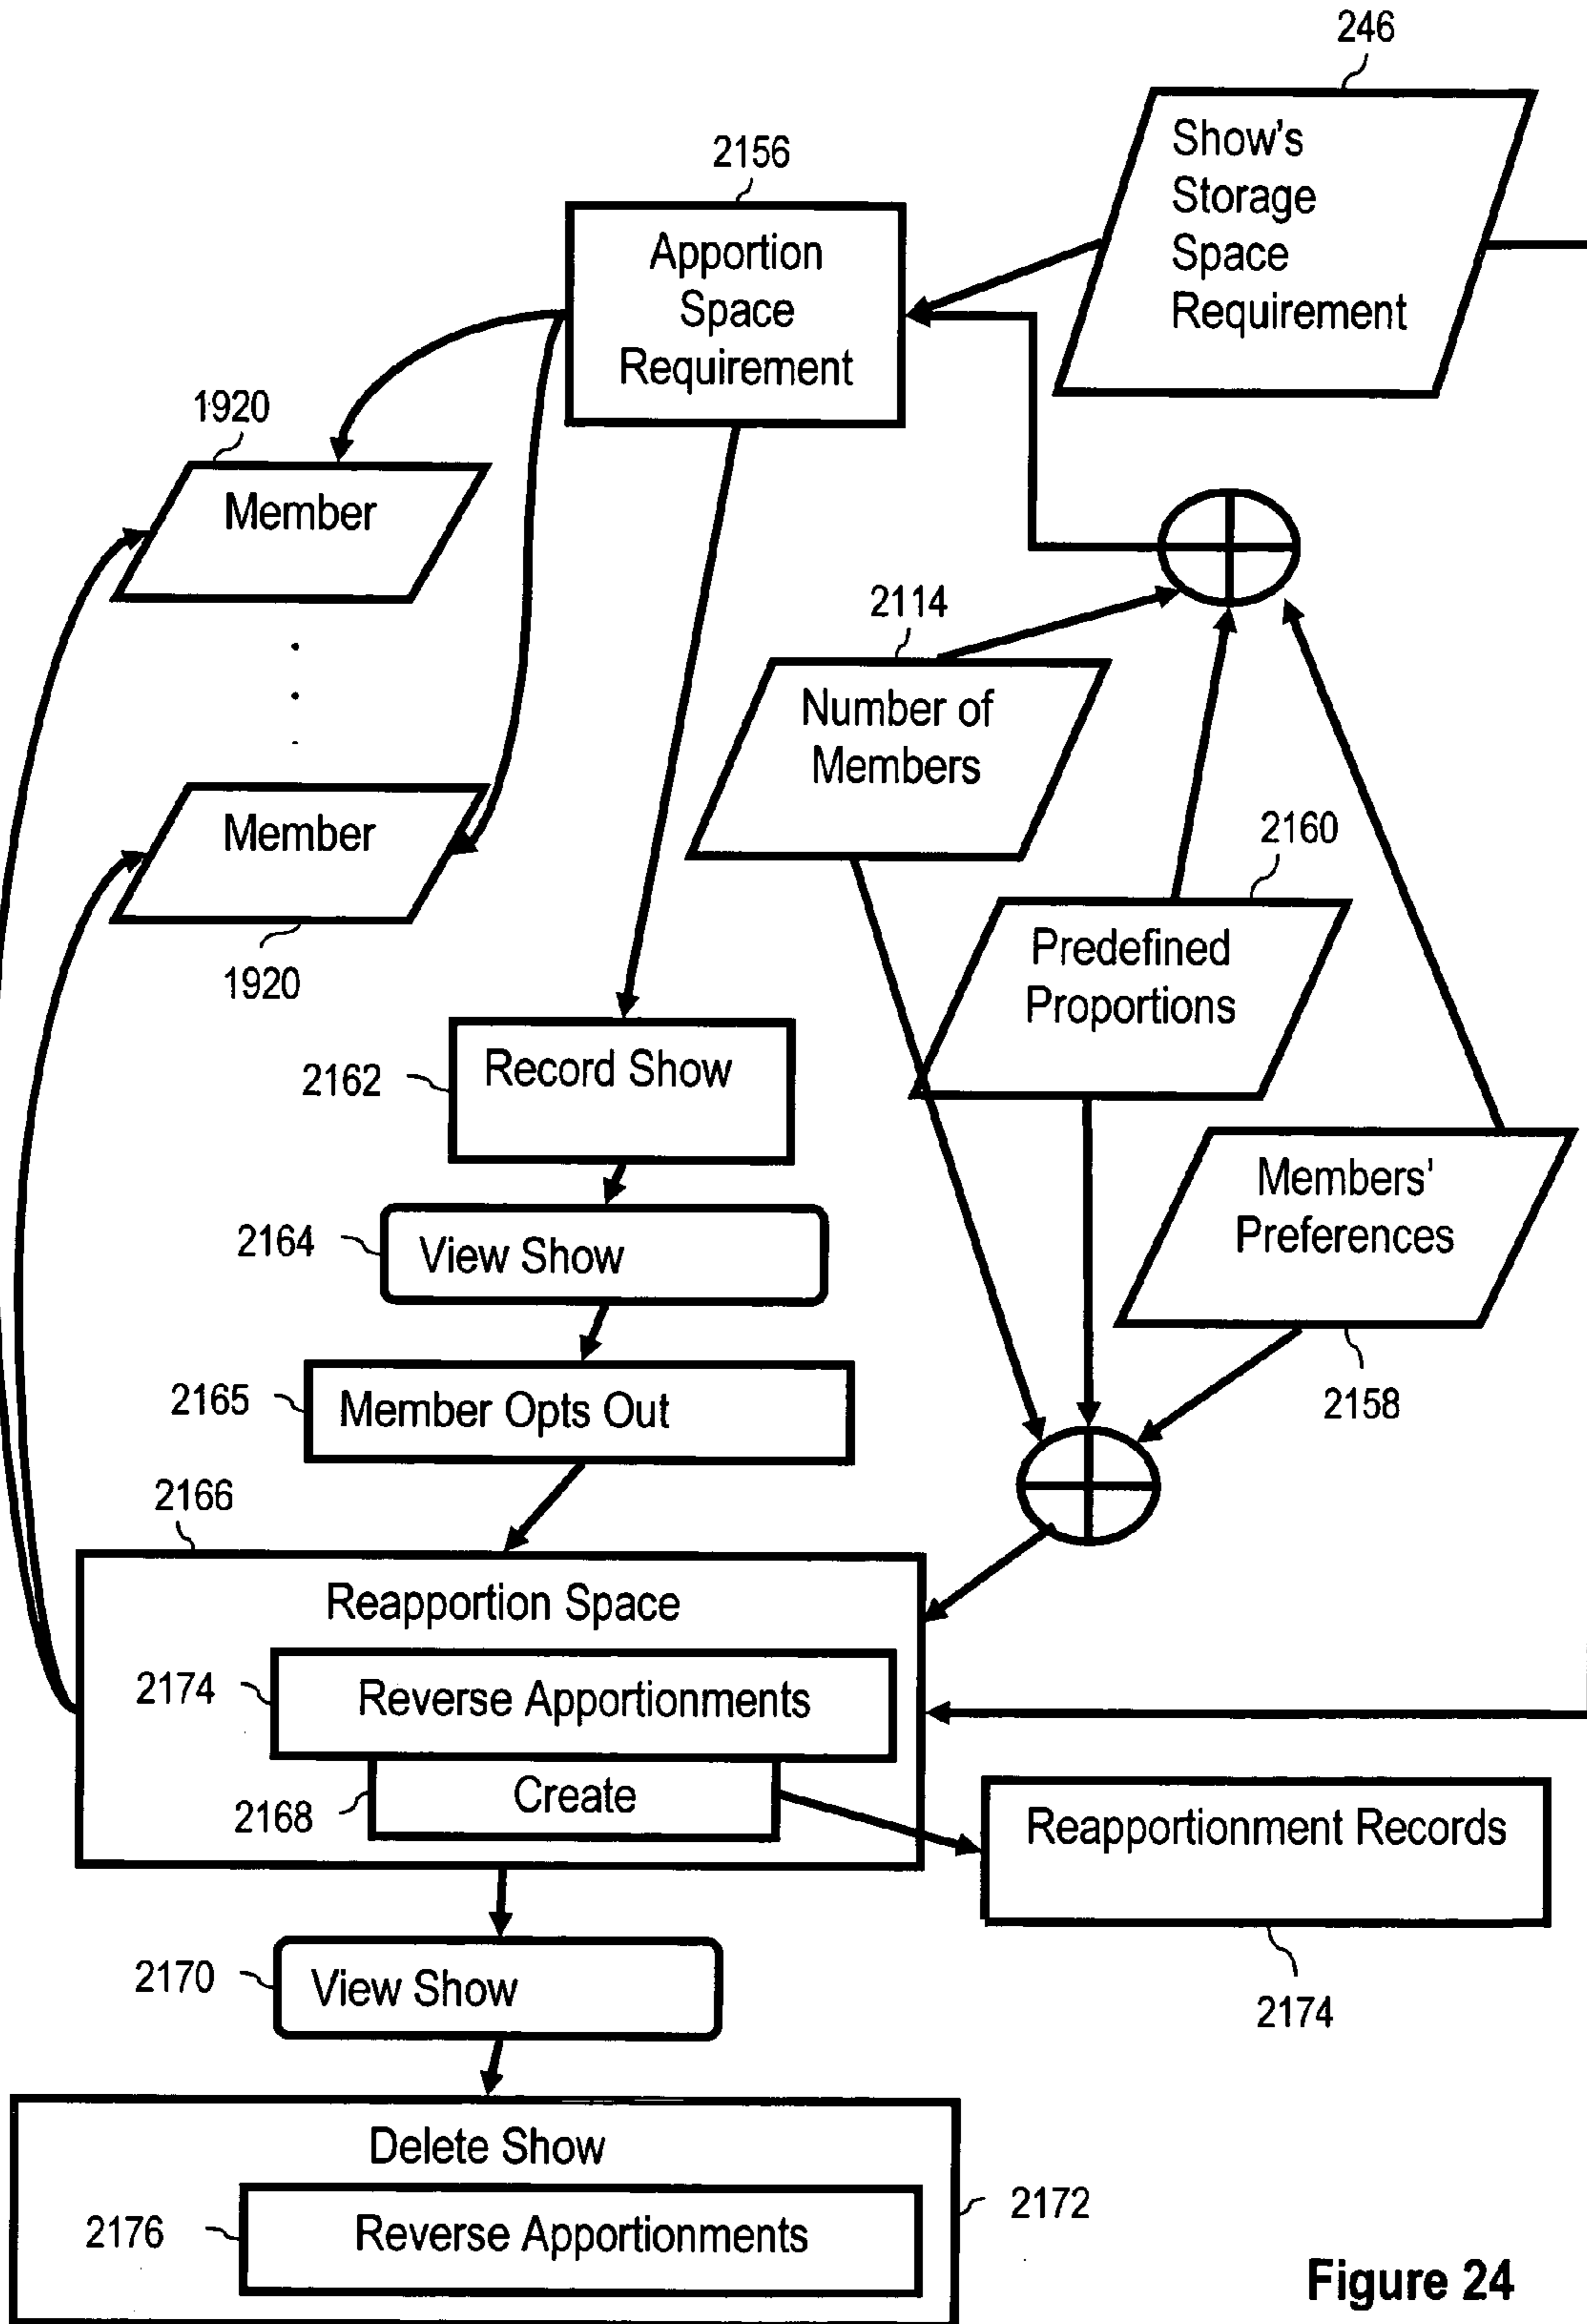 246
Show's
Storage
Space
Requirement
2156
Apportion
Space
Requirement
1920
Member
2114
Number of
Members
Member
1920
2160
Predefined
Proportions
2162
Record Show
Members'
Preferences
2158
2164
View Show
2165
Member Opts Out
2166
Reapportion Space
2174
Reverse Apportionments
2168
Create
Reapportionment Records
2174
2170
View Show
Delete Show
2172
2176
Reverse Apportionments
Figure 24